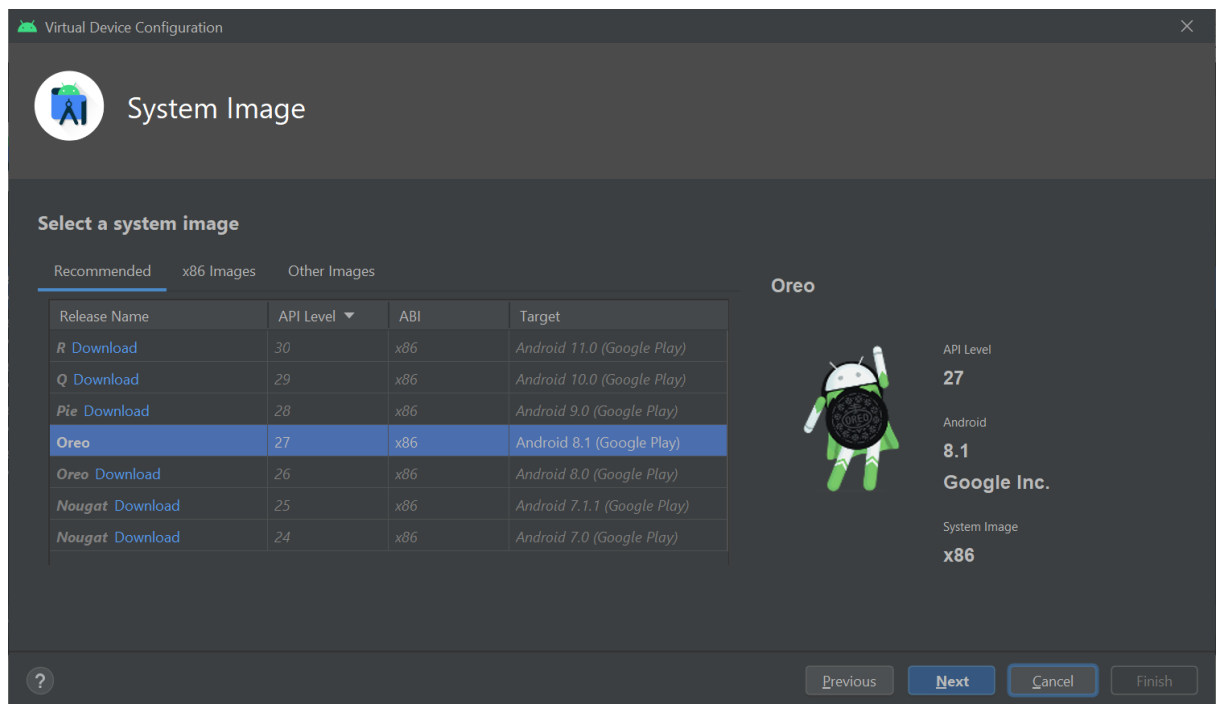 Virtual Device Configuration
System Image
Select a system image
Recommended x86 Images Other Images
Release Name API Level ABI Target
R Download 30 x86 Android 11.0 (Google Play)
Q Download 29 x86 Android 10.0 (Google Play)
Pie Download 28 x86 Android 9.0 (Google Play)
Oreo 27 x86 Android 8.1 (Google Play)
Oreo Download 26 x86 Android 8.0 (Google Play)
Nougat Download 25 x86 Android 7.1.1 (Google Play)
Nougat Download 24 x86 Android 7.0 (Google Play)
Oreo
OREO
API Level
27
Android
8.1
Google Inc.
System Image
x86
?
Previous Next Cancel Finish